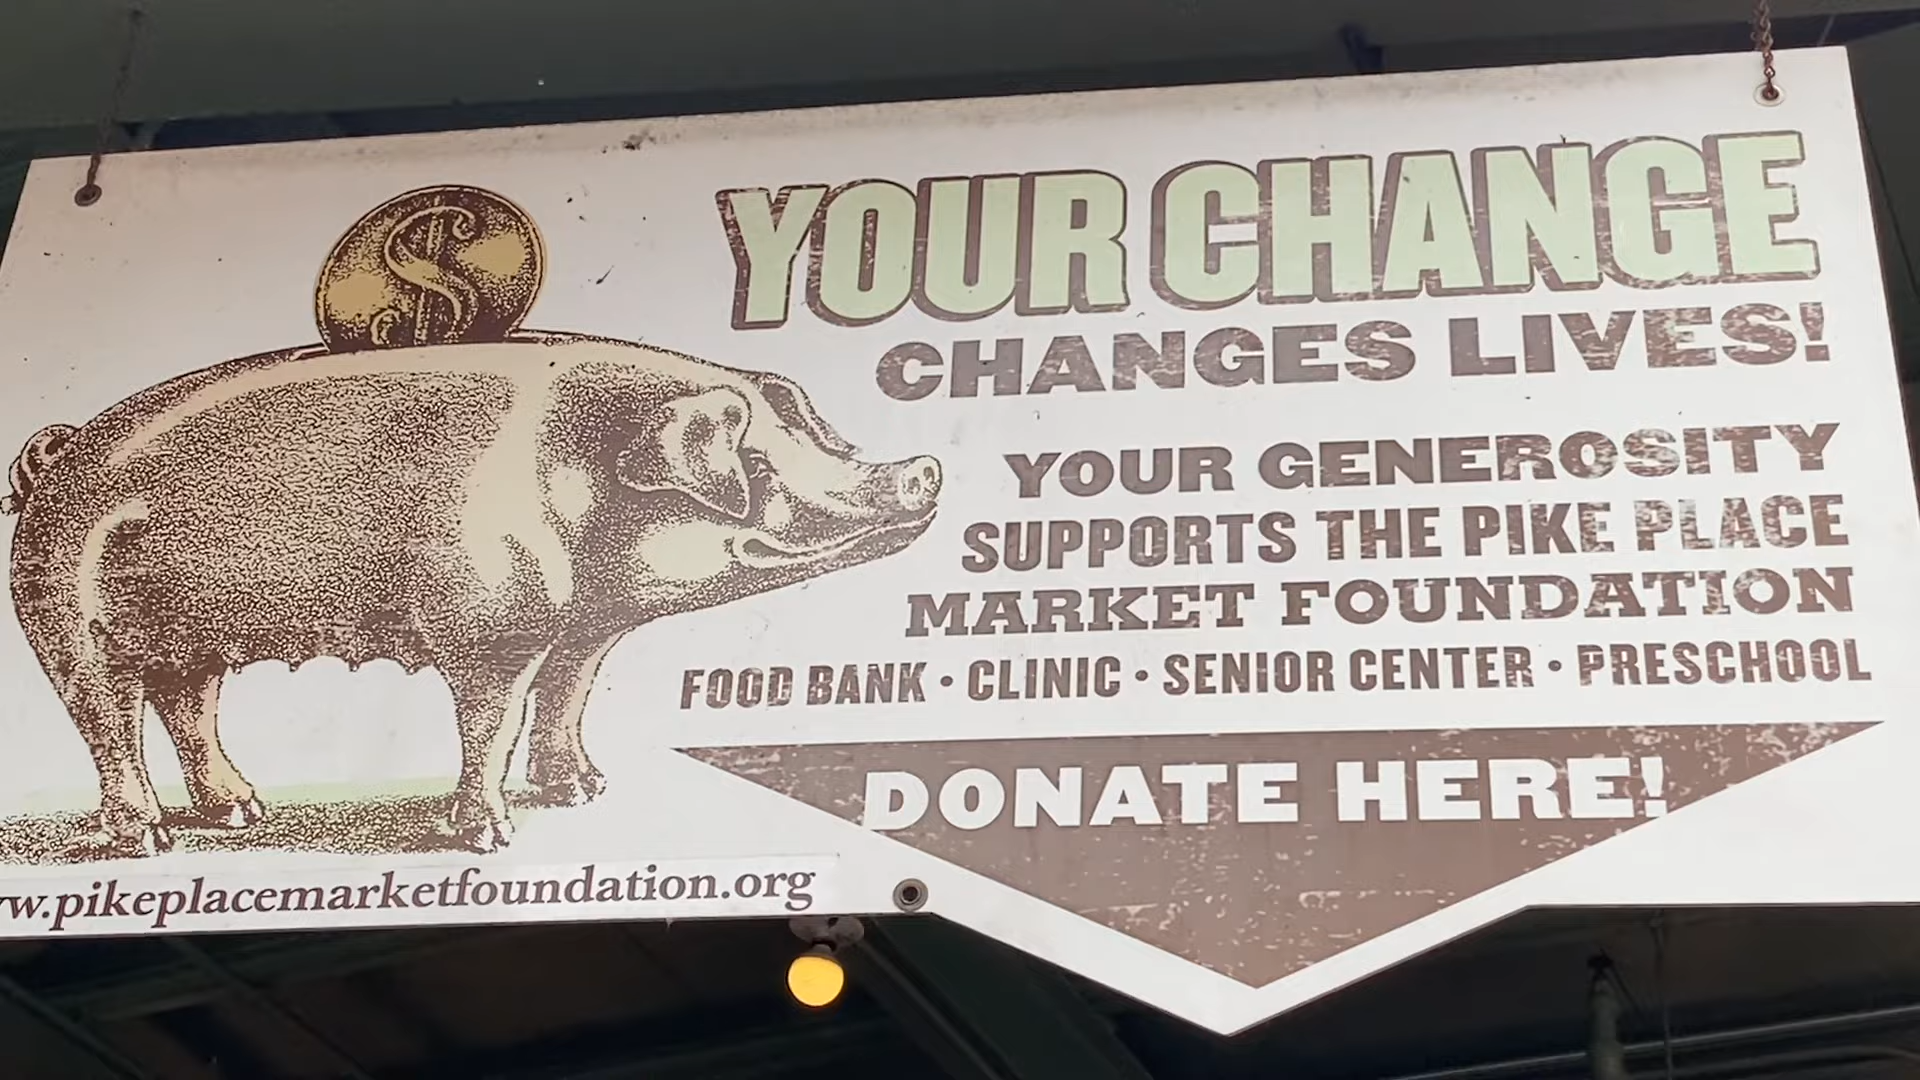 YOUR CHANGE
CHANGES LIVES!
YOUR GENEROSITY
SUPPORTS THE PIKE PLACE
MARKET FOUNDATION
FOOD BANK • CLINIC • SENIOR CENTER • PRESCHOOL
DONATE HERE!
w.pikeplacemarketfoundation.org
$